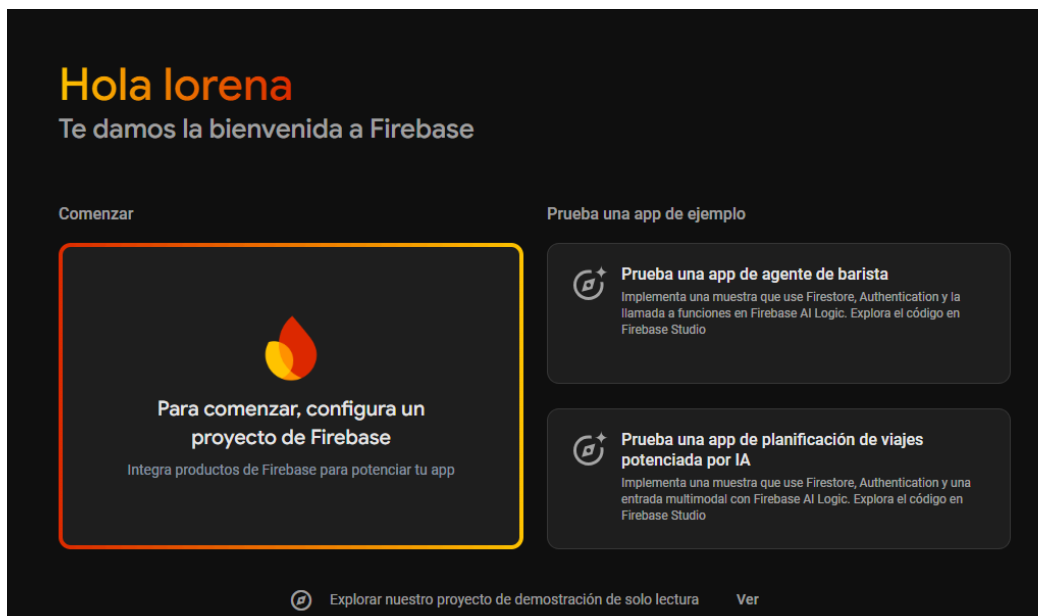 Hola lorena
Te damos la bienvenida a Firebase
Comenzar
Para comenzar, configura un
proyecto de Firebase
Integra productos de Firebase para potenciar tu app
Prueba una app de ejemplo
Prueba una app de agente de barista
Implementa una muestra que use Firestore, Authentication y la
llamada a funciones en Firebase AI Logic. Explora el código en
Firebase Studio
Prueba una app de planificación de viajes
potenciada por IA
Implementa una muestra que use Firestore, Authentication y una
entrada multimodal con Firebase AI Logic. Explora el código en
Firebase Studio
Explorar nuestro proyecto de demostración de solo lectura Ver